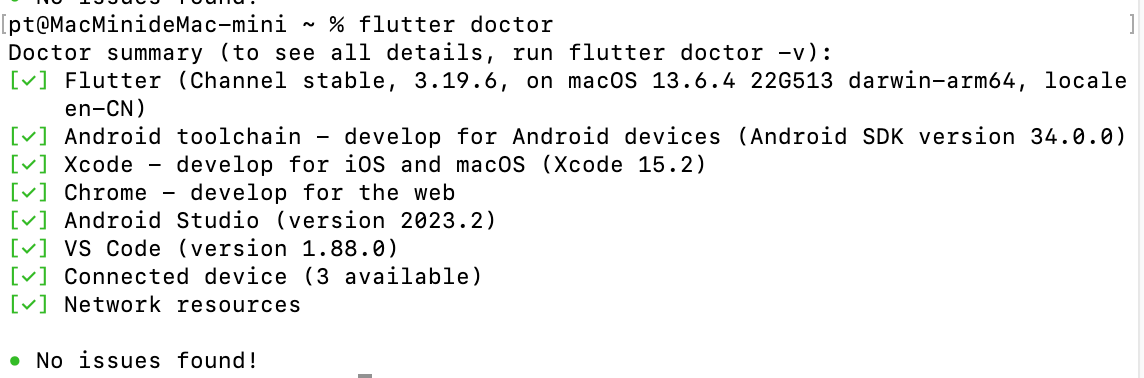 No issues found!
[pt@MacMinideMac-mini ~ % flutter doctor ]
Doctor summary (to see all details, run flutter doctor -v):
[✓] Flutter (Channel stable, 3.19.6, on macOS 13.6.4 22G513 darwin-arm64, locale
en-CN)
[✓] Android toolchain - develop for Android devices (Android SDK version 34.0.0)
[✓] Xcode - develop for iOS and macOS (Xcode 15.2)
[✓] Chrome - develop for the web
[✓] Android Studio (version 2023.2)
[✓] VS Code (version 1.88.0)
[✓] Connected device (3 available)
[✓] Network resources
• No issues found!